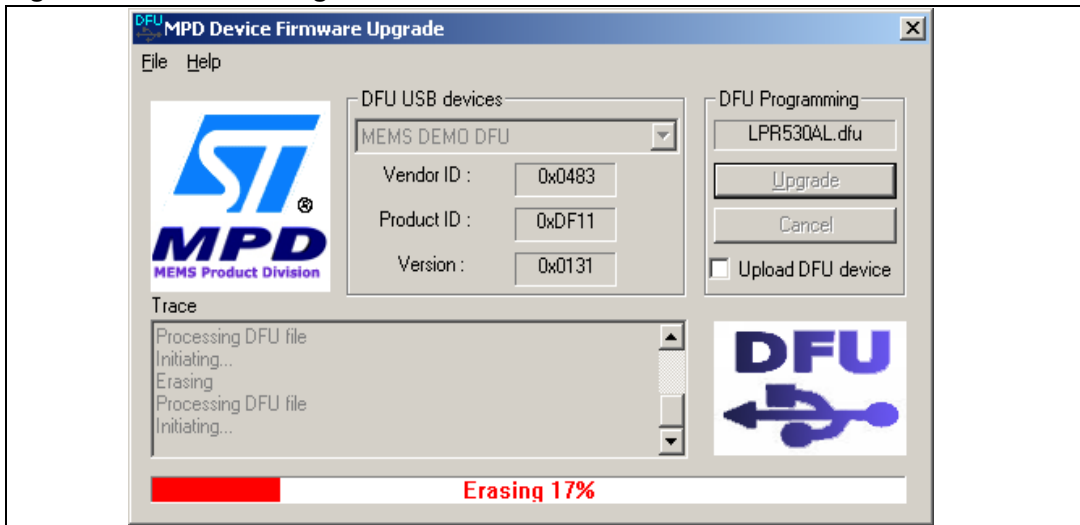 DFU MPD Device Firmware Upgrade
File Help
DFU USB devices
MEMS DEMO DFU
Vendor ID : 0x0483
Product ID : 0xDF11
Version : 0x0131
DFU Programming
LPR530AL.dfu
Upgrade
Cancel
Upload DFU device
ST®
MPD
MEMS Product Division
Trace
Processing DFU file
Initiating...
Erasing
Processing DFU file
Initiating...
DFU
Erasing 17%